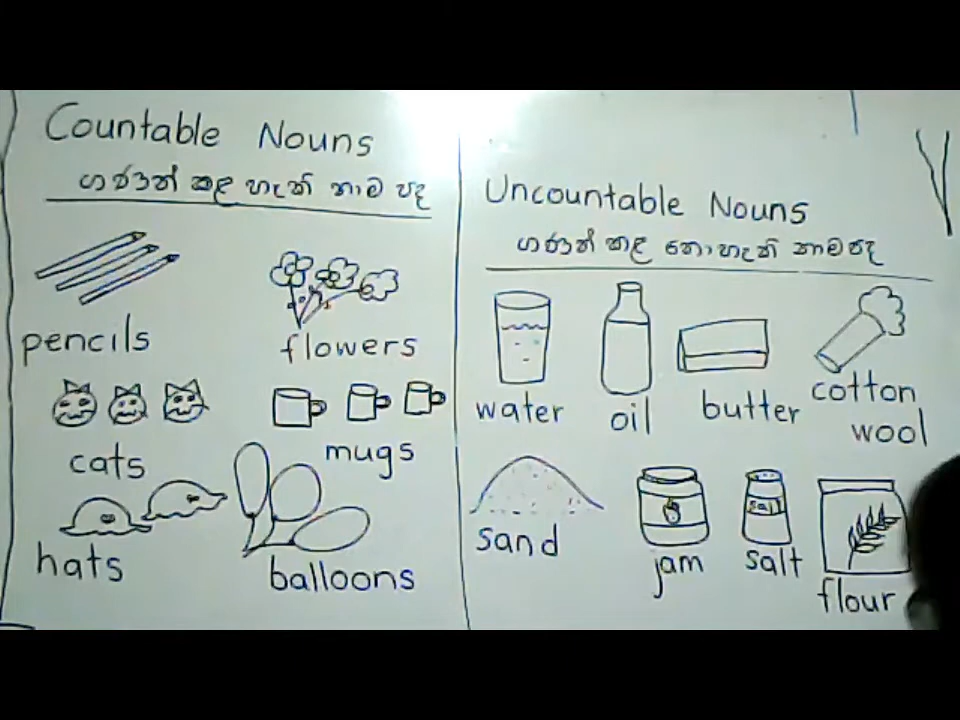 Countable Nouns
ගණන් කළ හැකි නාම පද
pencils
flowers
cats
mugs
hats
balloons
Uncountable Nouns
ගණන් කළ නොහැකි නාමපද
water
oil
butter
cotton
wool
sand
jam
salt
salt
flour